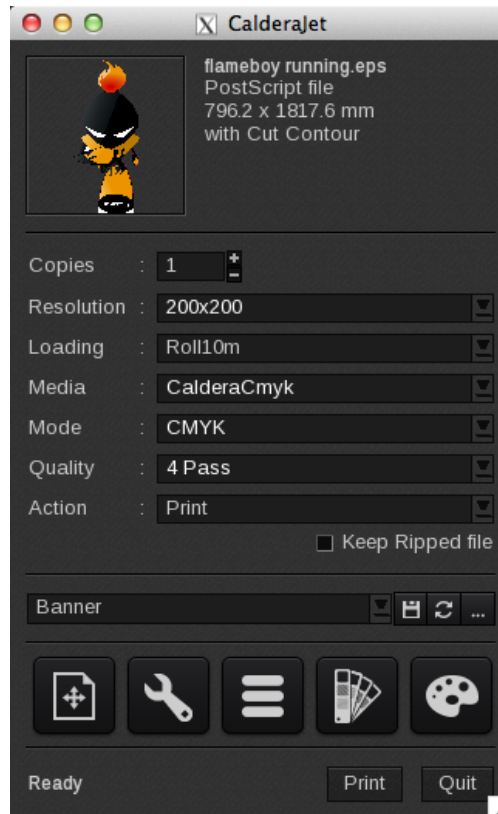 CalderaJet
flameboy running.eps
PostScript file
796.2 x 1817.6 mm
with Cut Contour
Copies : 1
Resolution : 200x200
Loading : Roll10m
Media : CalderaCmyk
Mode : CMYK
Quality : 4 Pass
Action : Print
Keep Ripped file
Banner ...
Ready Print Quit